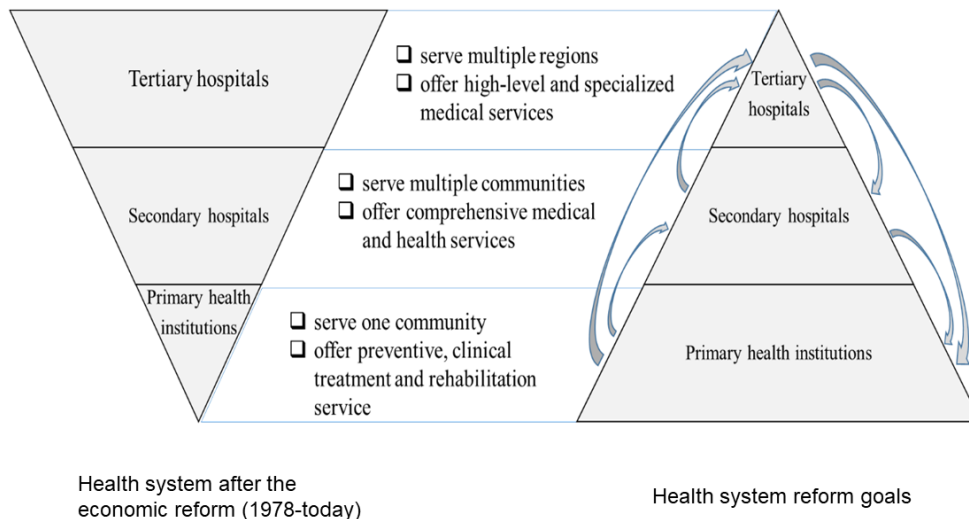 Tertiary hospitals
Secondary hospitals
Primary health
institutions
serve multiple regions
offer high-level and specialized
medical services
serve multiple communities
offer comprehensive medical
and health services
serve one community
offer preventive, clinical
treatment and rehabilitation
service
Tertiary
hospitals
Secondary hospitals
Primary health institutions
Health system after the
economic reform (1978-today)
Health system reform goals